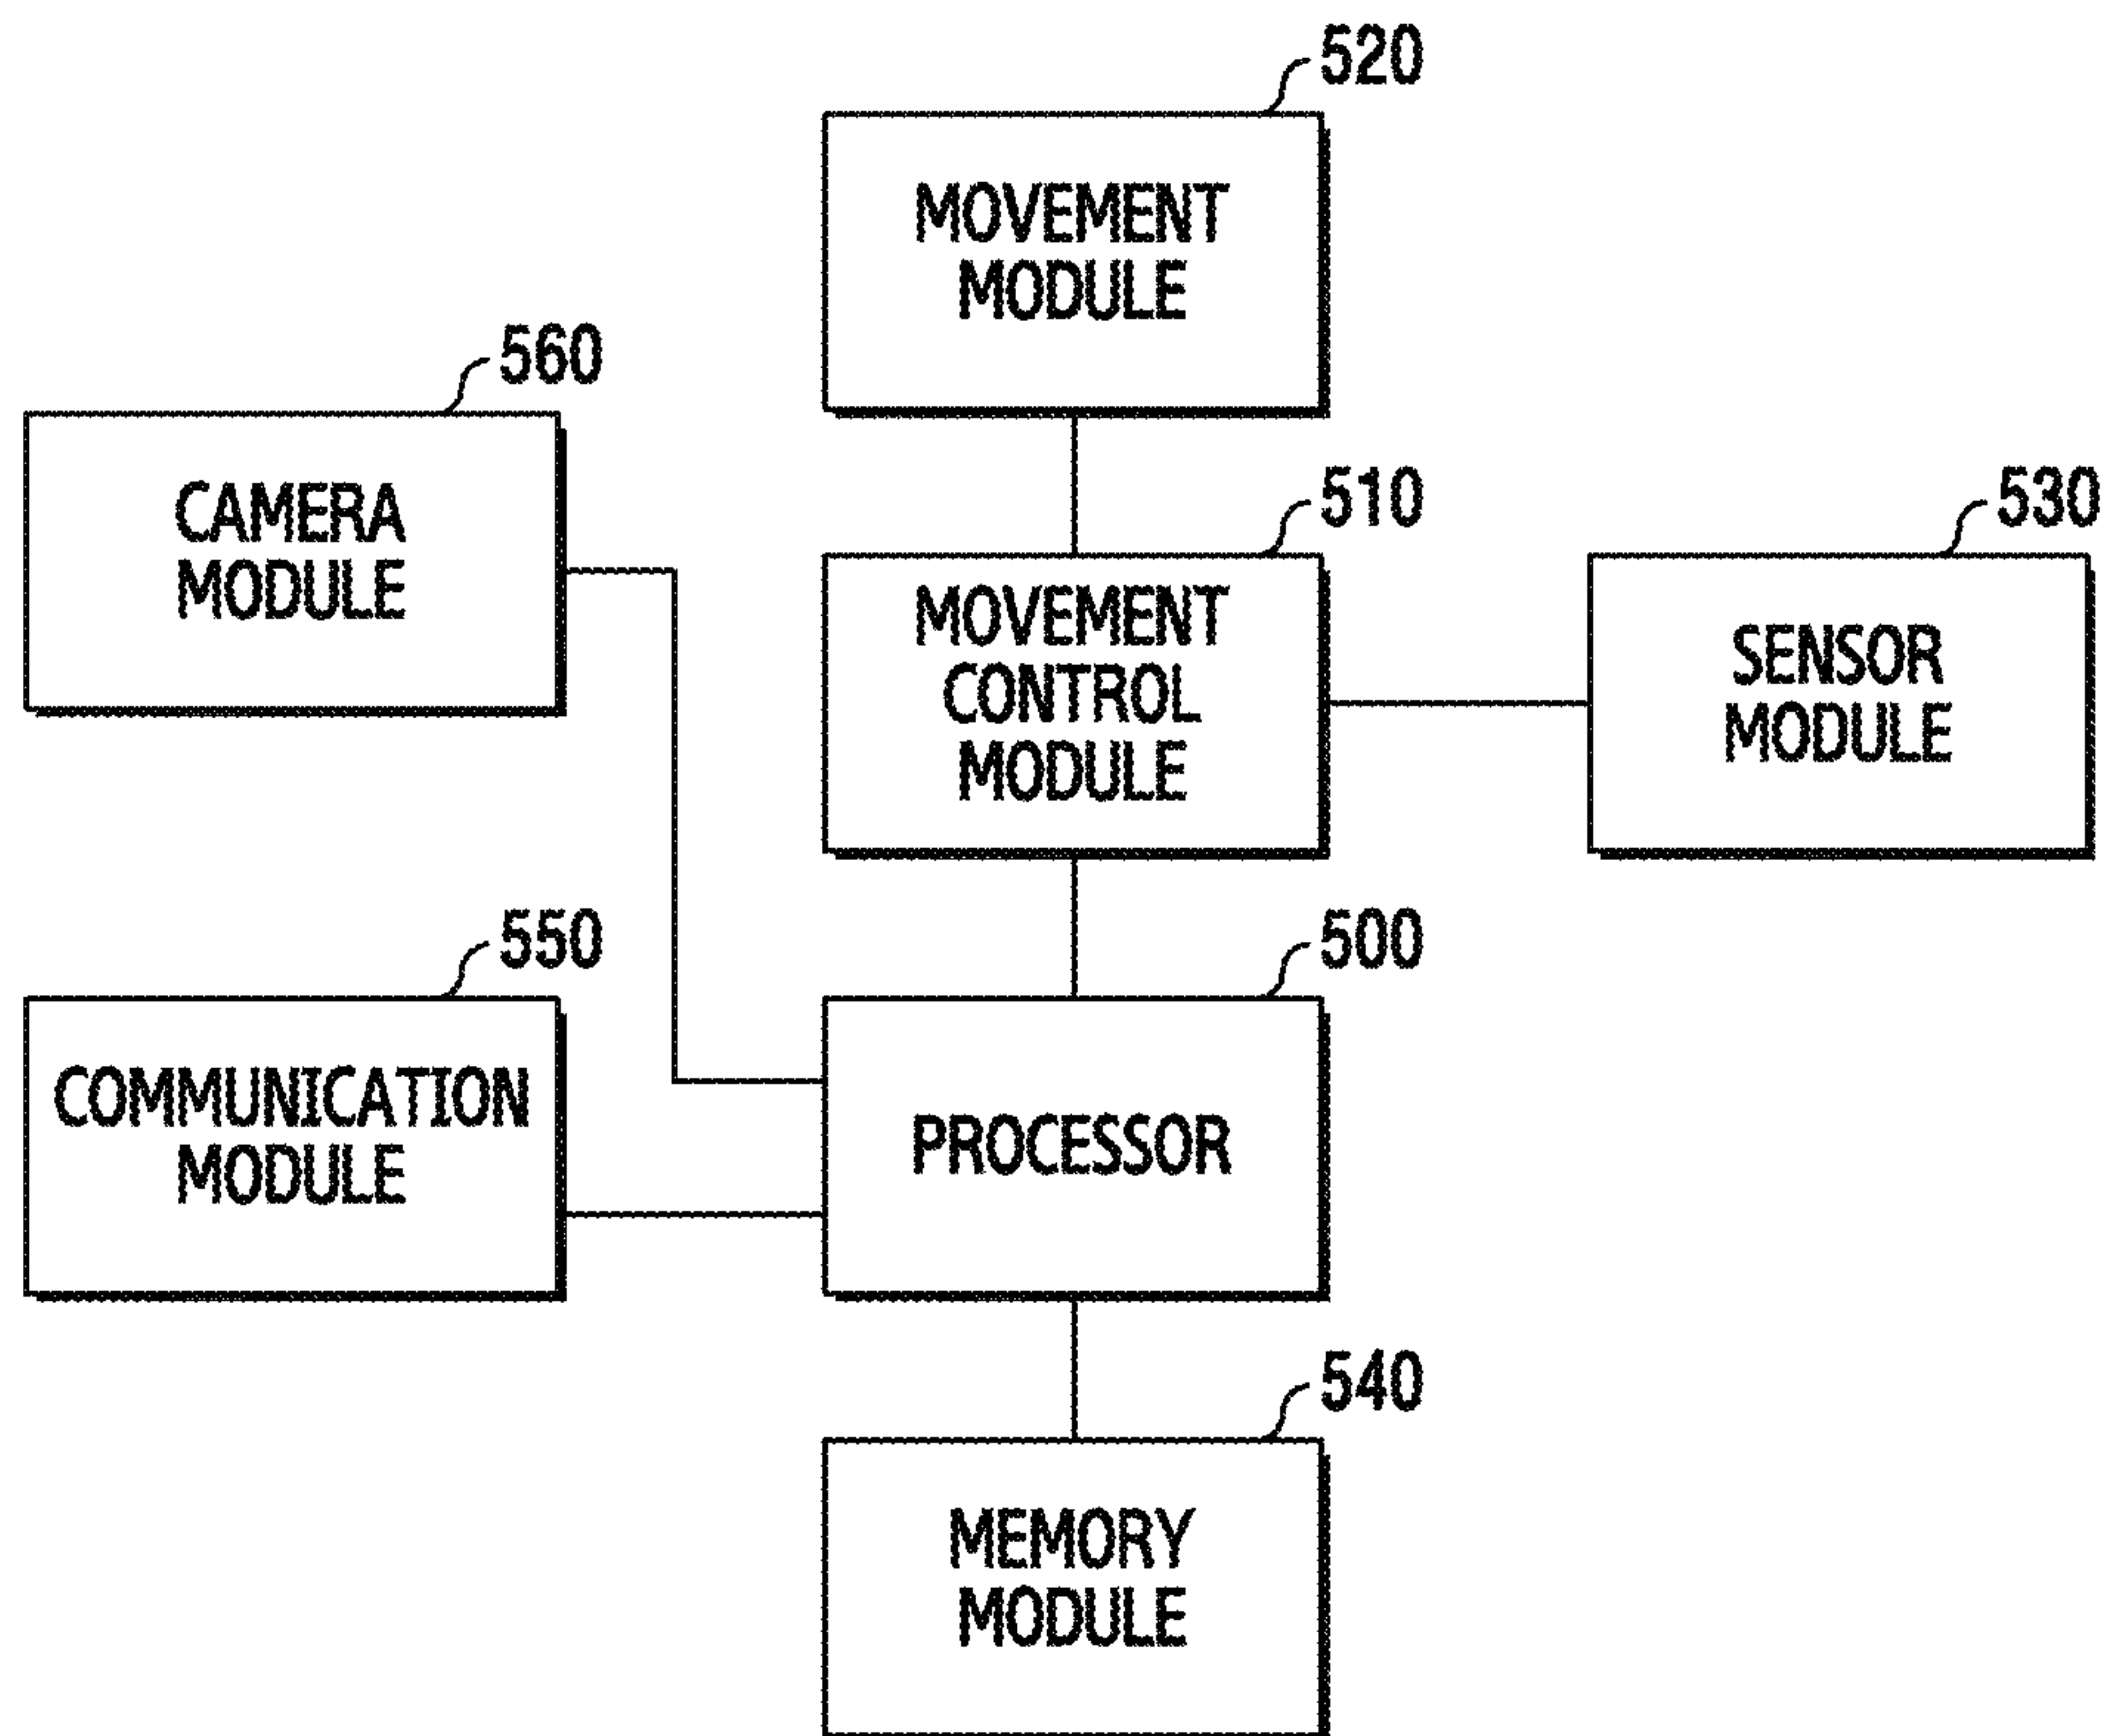 520
MOVEMENT
MODULE
560
CAMERA
MODULE
510
MOVEMENT
CONTROL
MODULE
530
SENSOR
MODULE
550
COMMUNICATION
MODULE
500
PROCESSOR
540
MEMORY
MODULE